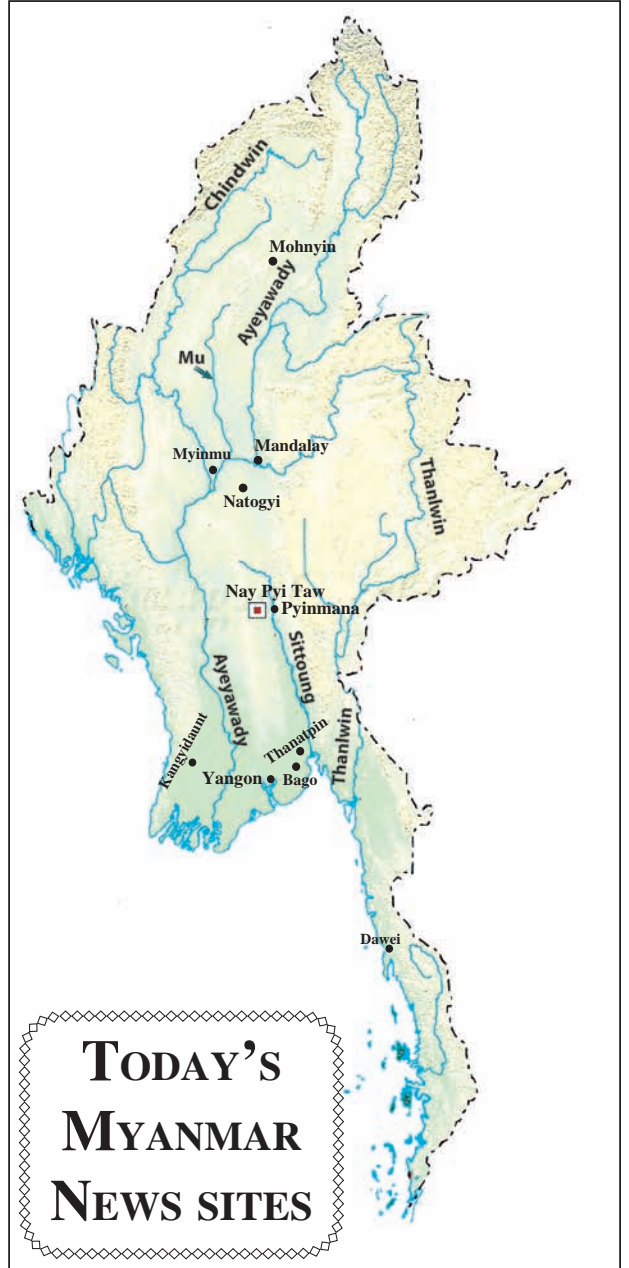 Chindwin
Mohnyin
Ayeyawady
Mu
Mandalay
Myinmu
Thanlwin
Natogyi
Nay Pyi Taw
Pyinmana
Sittoung
Ayeyawady
Thanlwin
Kangyidaunt
Thanatpin
Yangon
Bago
Dawei
TODAY'S
MYANMAR
NEWS SITES